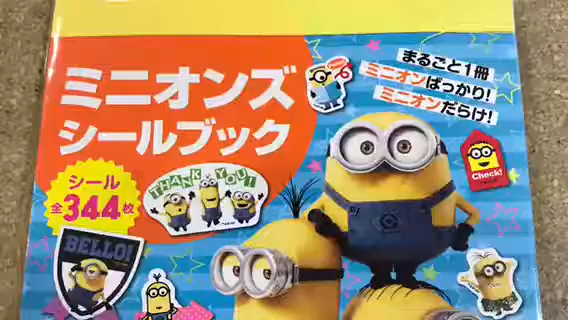 まるごと1冊
ミニオンばっかり!
ミニオンだらけ!
ミニオンズ
シールブック
シール
全344枚
THANK YOU!
Check!
BELLO!